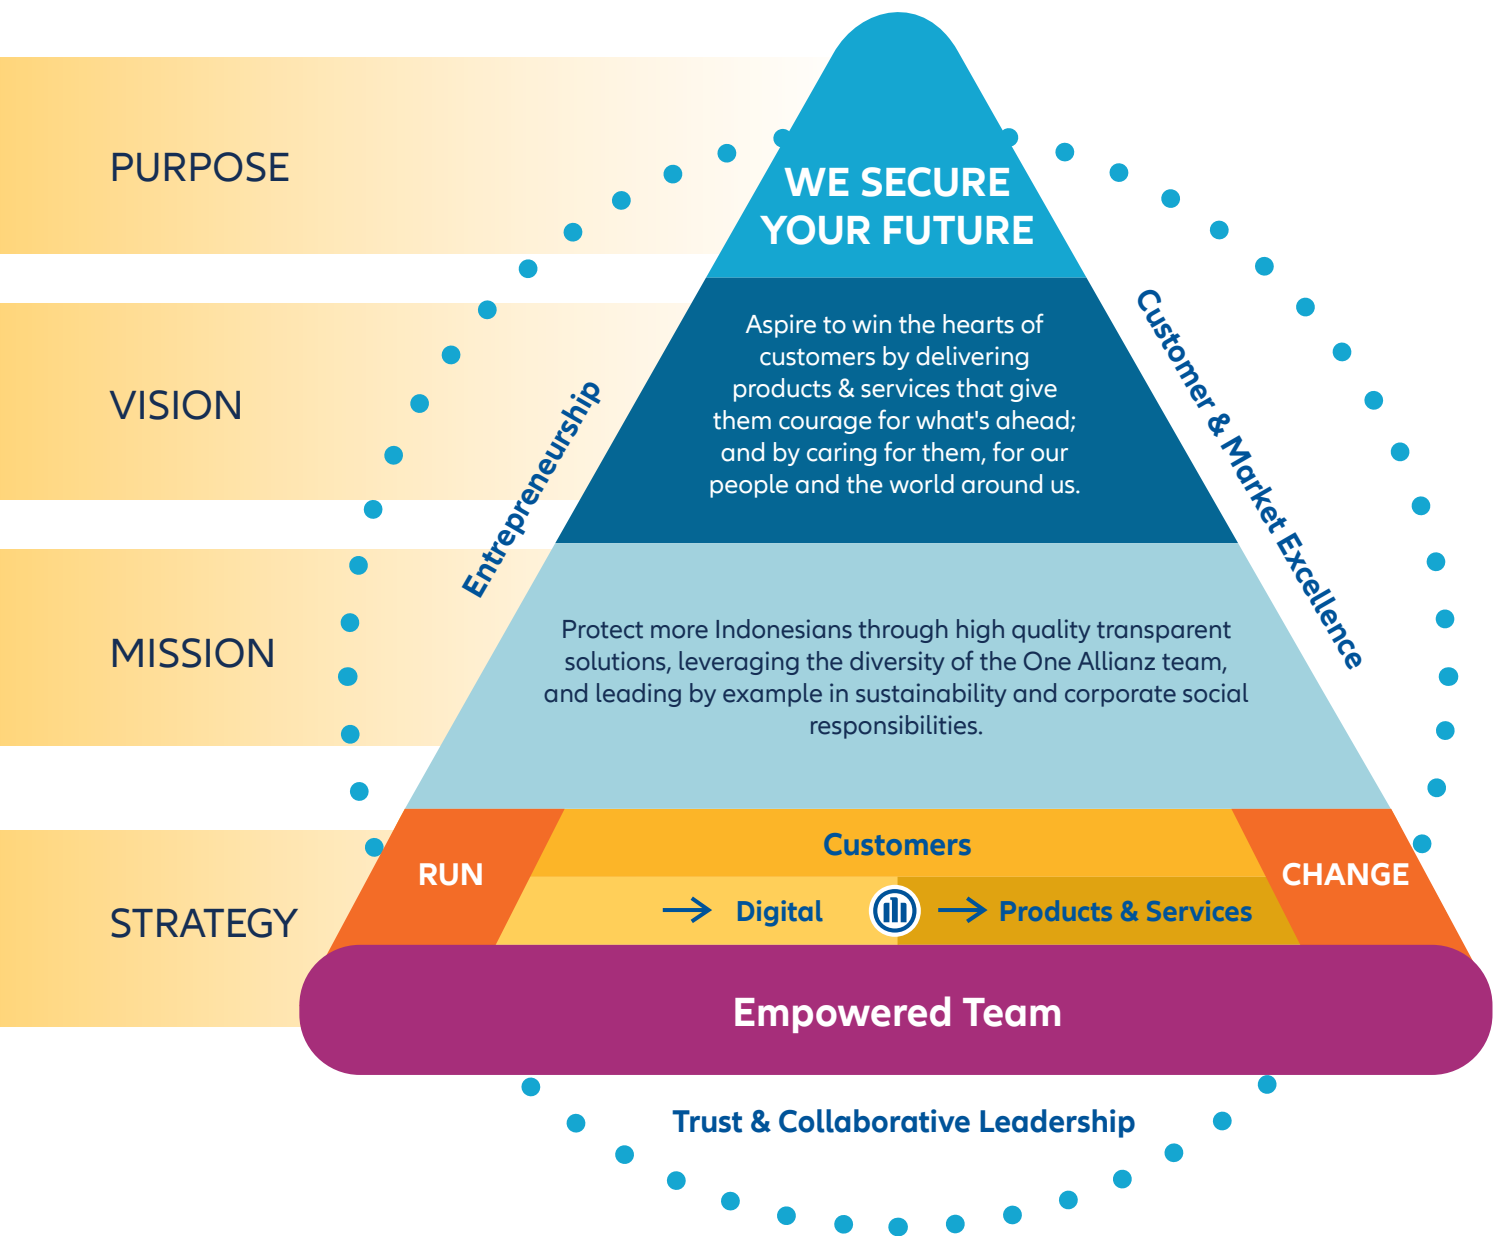 PURPOSE
WE SECURE
YOUR FUTURE
VISION
Aspire to win the hearts of
customers by delivering
products & services that give
them courage for what's ahead;
and by caring for them, for our
people and the world around us.
Entrepreneurship
Customer & Market Excellence
MISSION
Protect more Indonesians through high quality transparent
solutions, leveraging the diversity of the One Allianz team,
and leading by example in sustainability and corporate social
responsibilities.
STRATEGY
RUN
Customers
CHANGE
Digital
Products & Services
Empowered Team
Trust & Collaborative Leadership